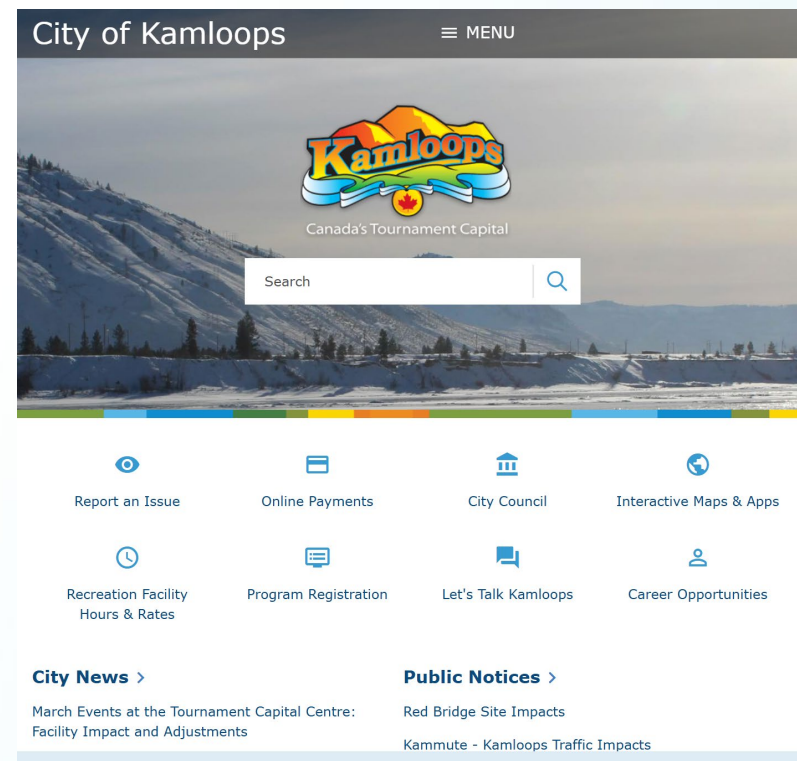 City of Kamloops
MENU
Kamloops
Canada's Tournament Capital
Search
Report an Issue
Online Payments
City Council
Interactive Maps & Apps
Recreation Facility
Hours & Rates
Program Registration
Let's Talk Kamloops
Career Opportunities
City News >
Public Notices >
March Events at the Tournament Capital Centre:
Facility Impact and Adjustments
Red Bridge Site Impacts
Kammute - Kamloops Traffic Impacts